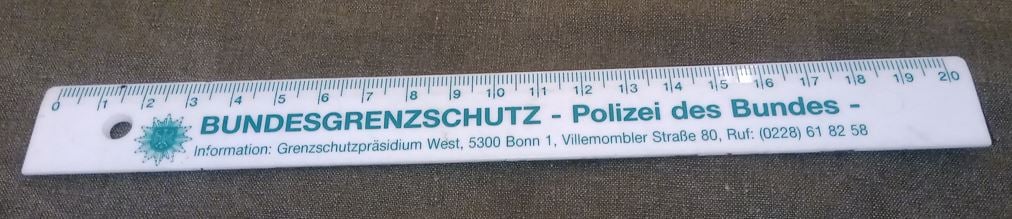 0 1 2 3 4 5 6 7 8 9 10 11 12 13 14 15 16 17 18 19 20
BUNDESGRENZSCHUTZ - Polizei des Bundes -
Information: Grenzschutzpräsidium West, 5300 Bonn 1, Villemombler Straße 80, Ruf: (0228) 61 82 58